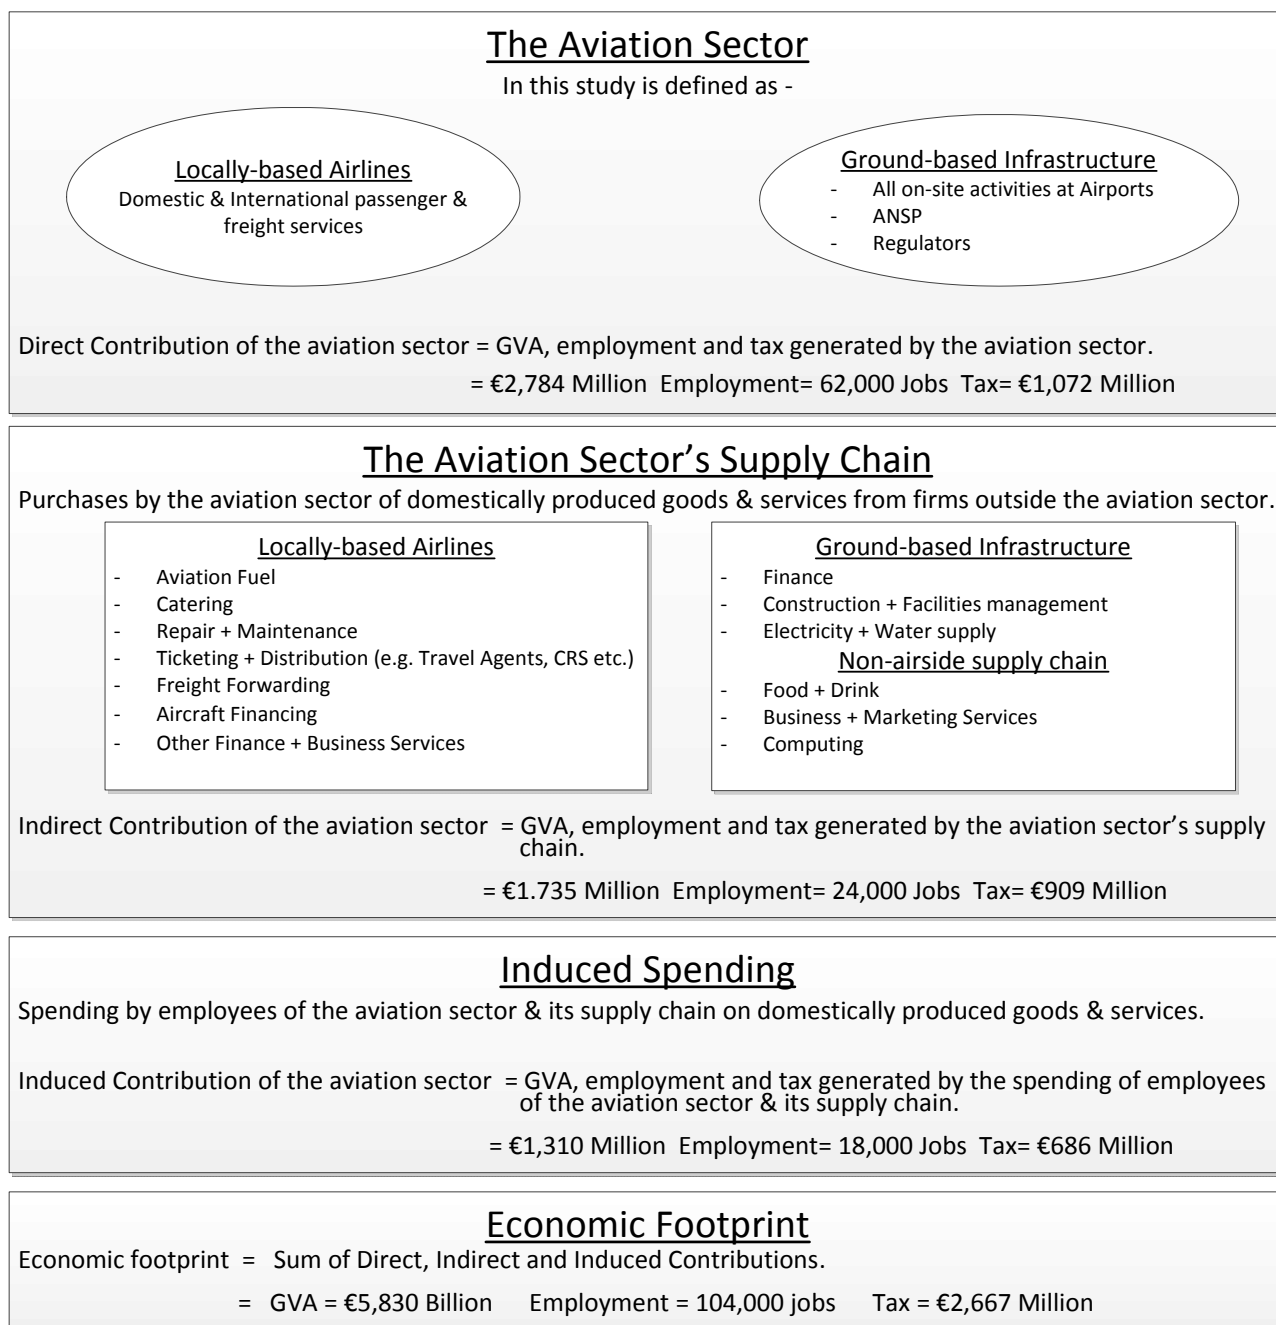 The Aviation Sector
In this study is defined as -
Locally-based Airlines
Domestic & International passenger &
freight services
Ground-based Infrastructure
- All on-site activities at Airports
- ANSP
- Regulators
Direct Contribution of the aviation sector = GVA, employment and tax generated by the aviation sector.
= €2,784 Million Employment= 62,000 Jobs Tax= €1,072 Million
The Aviation Sector’s Supply Chain
Purchases by the aviation sector of domestically produced goods & services from firms outside the aviation sector.
Locally-based Airlines
- Aviation Fuel
- Catering
- Repair + Maintenance
- Ticketing + Distribution (e.g. Travel Agents, CRS etc.)
- Freight Forwarding
- Aircraft Financing
- Other Finance + Business Services
Ground-based Infrastructure
- Finance
- Construction + Facilities management
- Electricity + Water supply
Non-airside supply chain
- Food + Drink
- Business + Marketing Services
- Computing
Indirect Contribution of the aviation sector = GVA, employment and tax generated by the aviation sector’s supply
chain.
= €1.735 Million Employment= 24,000 Jobs Tax= €909 Million
Induced Spending
Spending by employees of the aviation sector & its supply chain on domestically produced goods & services.
Induced Contribution of the aviation sector = GVA, employment and tax generated by the spending of employees
of the aviation sector & its supply chain.
= €1,310 Million Employment= 18,000 Jobs Tax= €686 Million
Economic Footprint
Economic footprint = Sum of Direct, Indirect and Induced Contributions.
= GVA = €5,830 Billion Employment = 104,000 jobs Tax = €2,667 Million